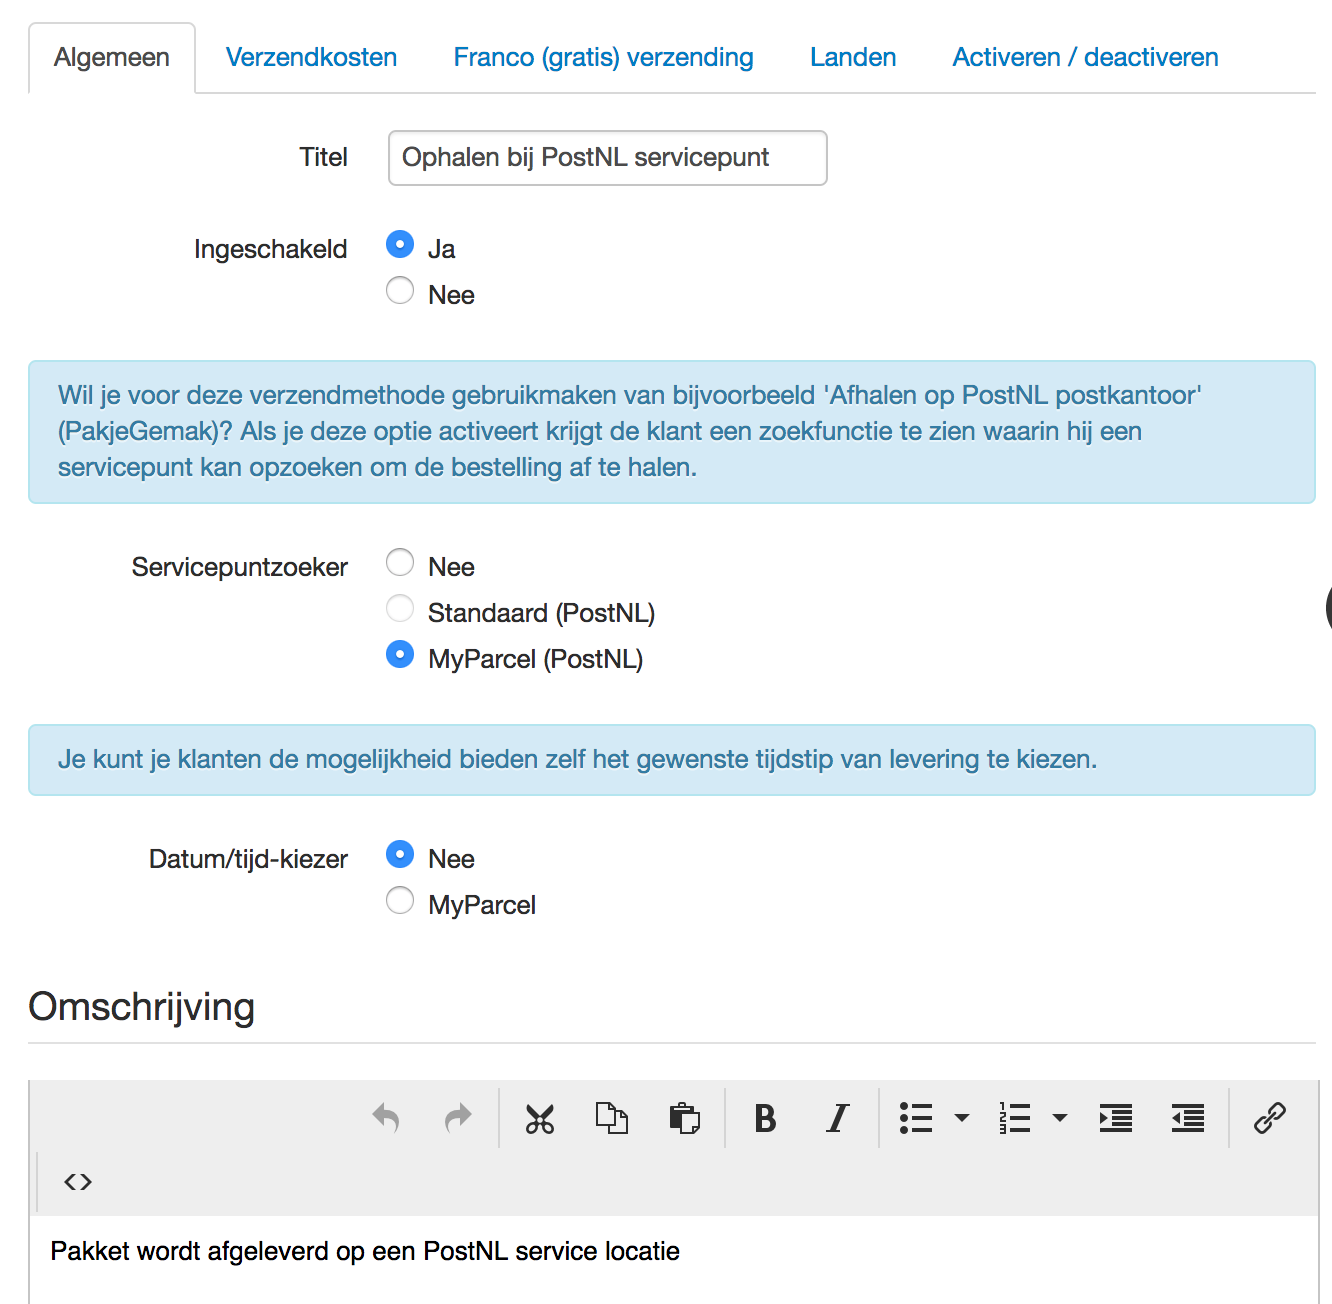 Algemeen Verzendkosten Franco (gratis) verzending Landen Activeren / deactiveren
Titel Ophalen bij PostNL servicepunt
Ingeschakeld Ja
Nee
Wil je voor deze verzendmethode gebruikmaken van bijvoorbeeld 'Afhalen op PostNL postkantoor'
(PakjeGemak)? Als je deze optie activeert krijgt de klant een zoekfunctie te zien waarin hij een
servicepunt kan opzoeken om de bestelling af te halen.
Servicepuntzoeker Nee
Standaard (PostNL)
MyParcel (PostNL)
Je kunt je klanten de mogelijkheid bieden zelf het gewenste tijdstip van levering te kiezen.
Datum/tijd-kiezer Nee
MyParcel
Omschrijving
Pakket wordt afgeleverd op een PostNL service locatie